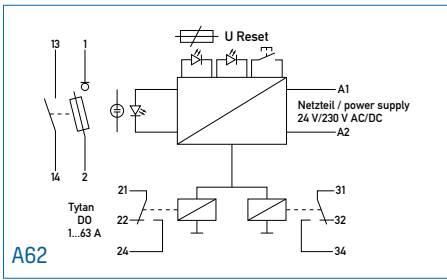 U Reset
13 1
A1
Netzteil / power supply
24 V/230 V AC/DC
A2
14 2
21 31
Tytan
DO
1...63 A
22 32
24 34
A62